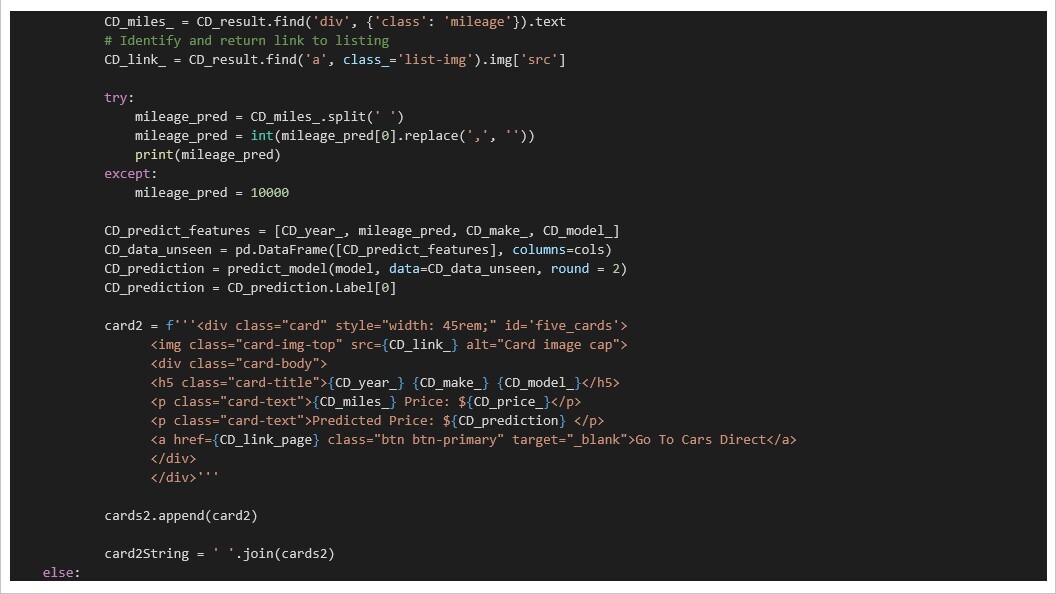 CD_miles_ = CD_result.find('div', {'class': 'mileage'}).text
# Identify and return link to listing
CD_link_ = CD_result.find('a', class_='list-img').img['src']
try:
mileage_pred = CD_miles_.split(' ')
mileage_pred = int(mileage_pred[0].replace(',', ''))
print(mileage_pred)
except:
mileage_pred = 10000
CD_predict_features = [CD_year_, mileage_pred, CD_make_, CD_model_]
CD_data_unseen = pd.DataFrame([CD_predict_features], columns=cols)
CD_prediction = predict_model(model, data=CD_data_unseen, round = 2)
CD_prediction = CD_prediction.Label[0]
card2 = f'''<div class="card" style="width: 45rem;" id='five_cards'>
<img class="card-img-top" src={CD_link_} alt="Card image cap">
<div class="card-body">
<h5 class="card-title">{CD_year_} {CD_make_} {CD_model_}</h5>
<p class="card-text">{CD_miles_} Price: ${CD_price_}</p>
<p class="card-text">Predicted Price: ${CD_prediction} </p>
<a href={CD_link_page} class="btn btn-primary" target="_blank">Go To Cars Direct</a>
</div>
</div>'''
cards2.append(card2)
card2String = ' '.join(cards2)
else: